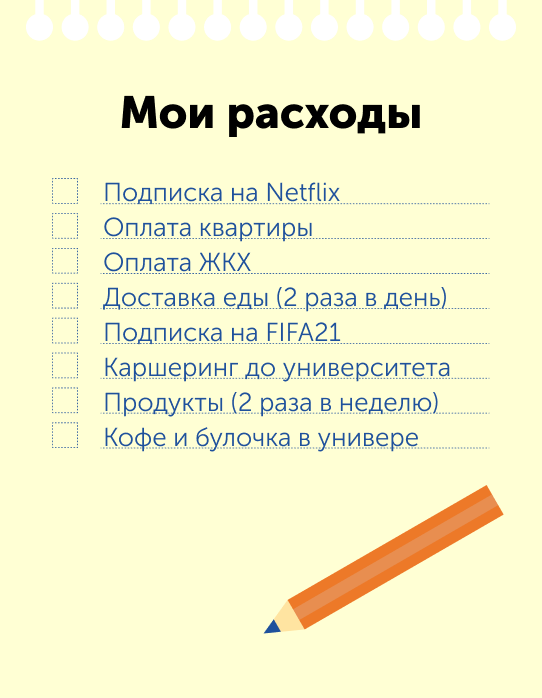 Мои расходы
Подписка на Netflix
Оплата квартиры
Оплата ЖКХ
Доставка еды (2 раза в день)
Подписка на FIFA21
Каршеринг до университета
Продукты (2 раза в неделю)
Кофе и булочка в универе